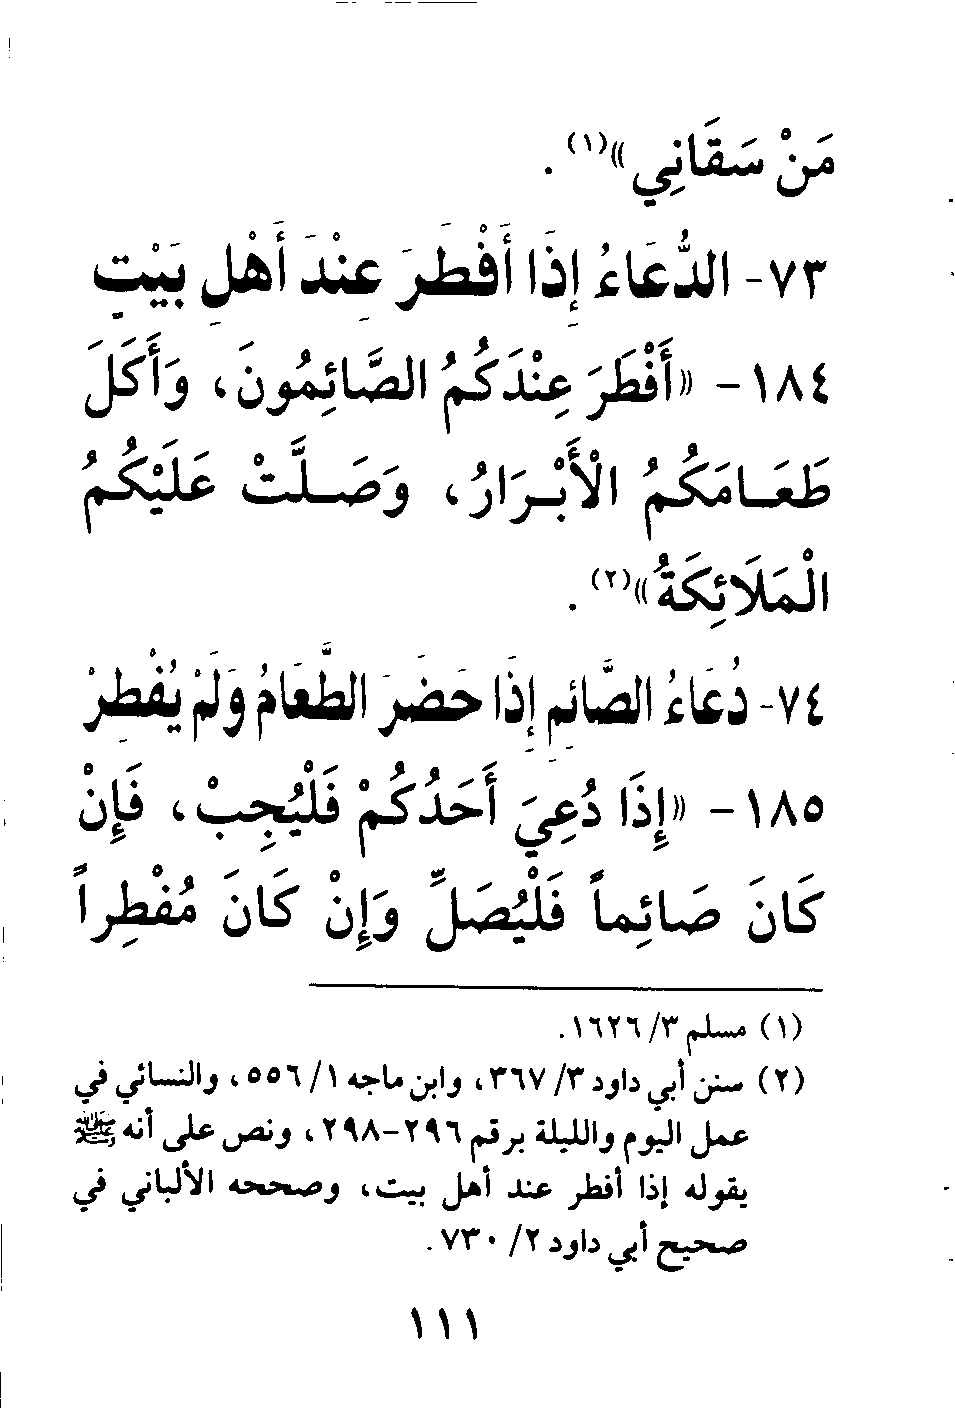 مَنْ سَقَانِي»(١).
٧٣- الدُّعَاءُ إِذَا أَفْطَرَ عِنْدَ أَهْلِ بَيْتٍ
١٨٤ - «أَفْطَرَ عِنْدَكُمُ الصَّائِمُونَ، وَأَكَلَ
طَعَـامَكُمُ الْأَبْـرَارُ، وَصَـلَّتْ عَلَيْكُمُ
الْمَلَائِكَةُ»(٢).
٧٤- دُعَاءُ الصَّائِمِ إِذَا حَضَرَ الطَّعَامُ وَلَمْ يُفْطِرْ
١٨٥ - «إِذَا دُعِيَ أَحَدُكُمْ فَلْيُجِبْ، فَإِنْ
كَانَ صَائِماً فَلْيُصَلِّ وَإِنْ كَانَ مُفْطِراً
(١) مسلم ٣/ ١٦٢٦.
(٢) سنن أبي داود ٣/ ٣٦٧، وابن ماجه ١/ ٥٥٦، والنسائي في
عمل اليوم والليلة برقم ٢٩٦-٢٩٨، ونص على أنه ﷺ
يقوله إذا أفطر عند أهل بيت، وصححه الألباني في
صحيح أبي داود ٢/ ٧٣٠.
١١١